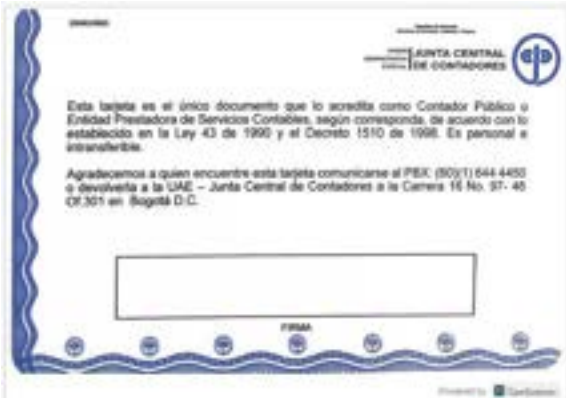 JUNTA CENTRAL
DE CONTADORES
Esta tarjeta es el único documento que lo acredita como Contador Público o
Entidad Prestadora de Servicios Contables, según corresponda, de acuerdo con lo
establecido en la Ley 43 de 1990 y el Decreto 1510 de 1998. Es personal e
intransferible.
Agradecemos a quien encuentre esta tarjeta comunicarse al PBX: (60)(1) 644 4450
o devolverla a la UAE – Junta Central de Contadores a la Carrera 16 No. 97- 46
Of.301 en Bogotá D.C.
FIRMA
Powered by CamScanner